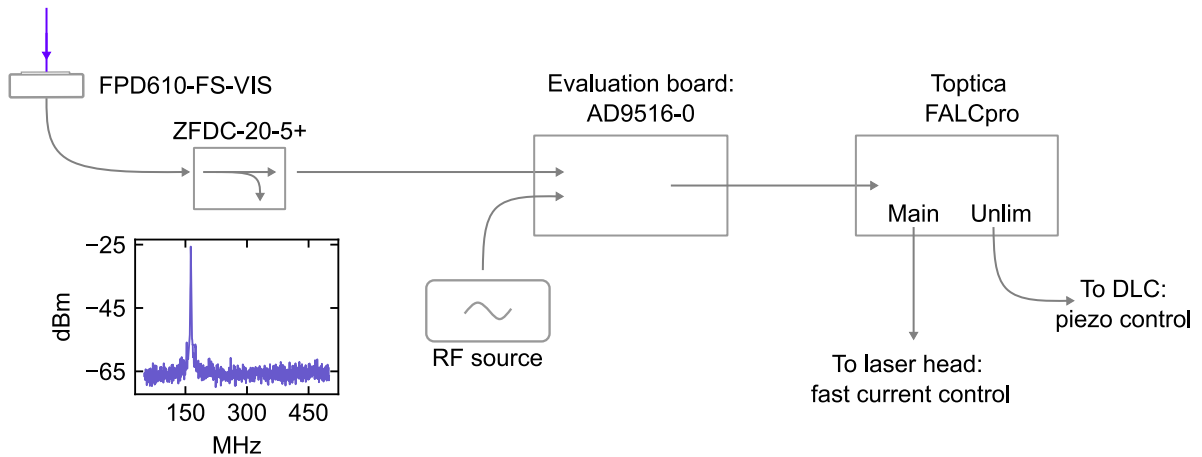 FPD610-FS-VIS
ZFDC-20-5+
Evaluation board:
AD9516-0
Toptica
FALCpro
Main Unlim
−25
−45
−65
dBm
150 300 450
MHz
RF source
To DLC:
piezo control
To laser head:
fast current control